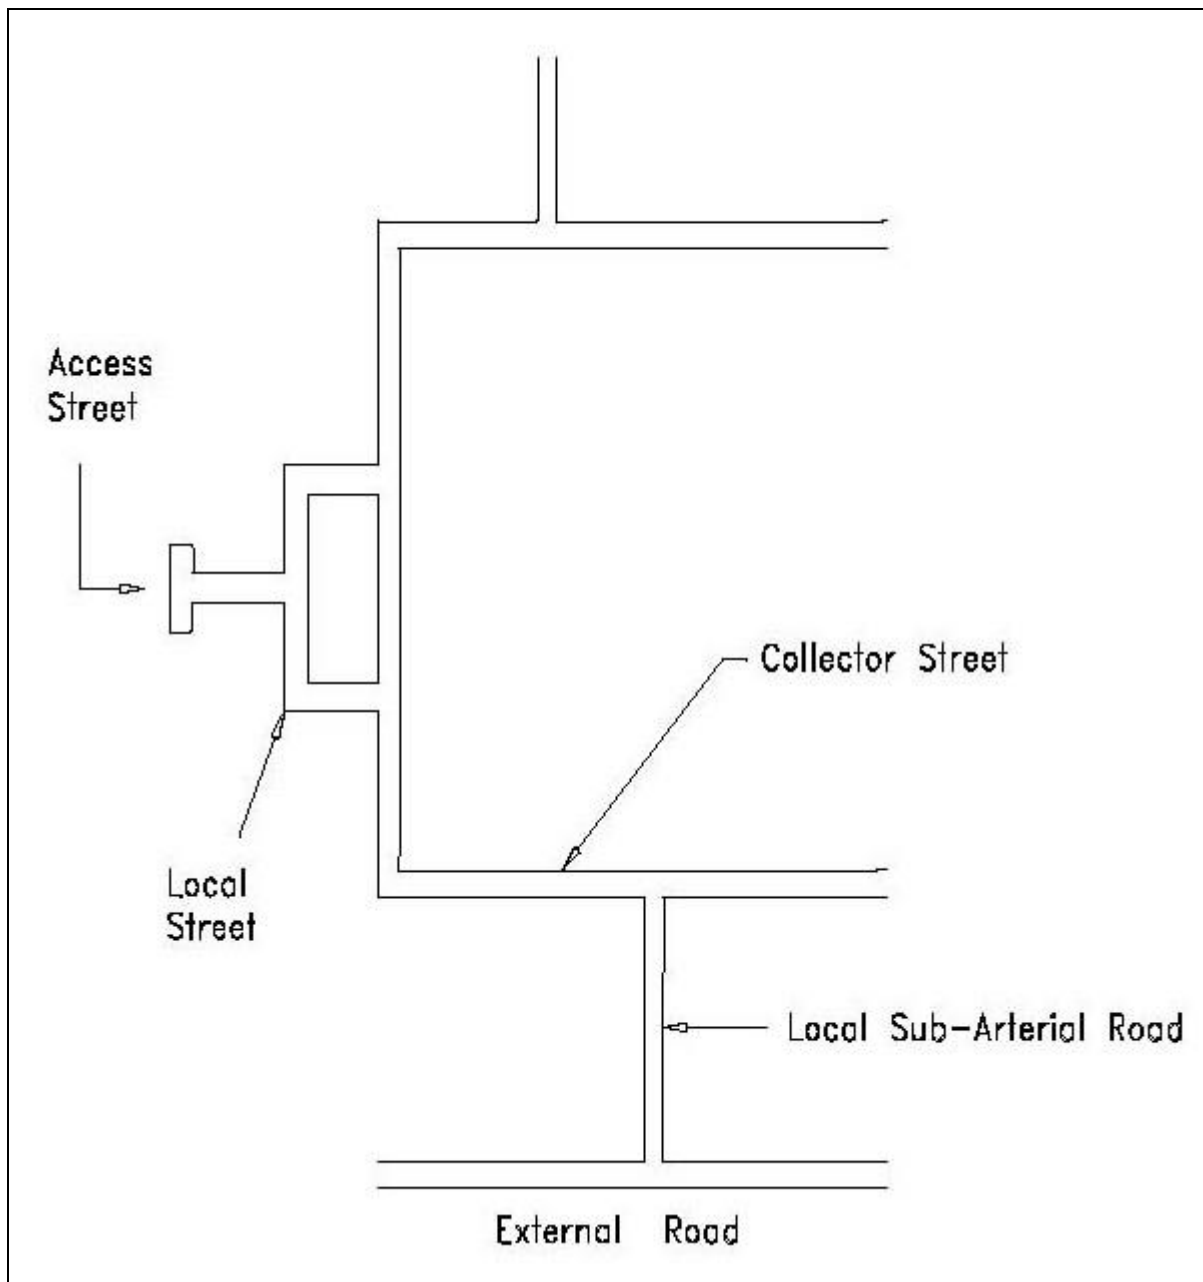 Access
Street
Collector Street
Local
Street
Local Sub-Arterial Road
External Road